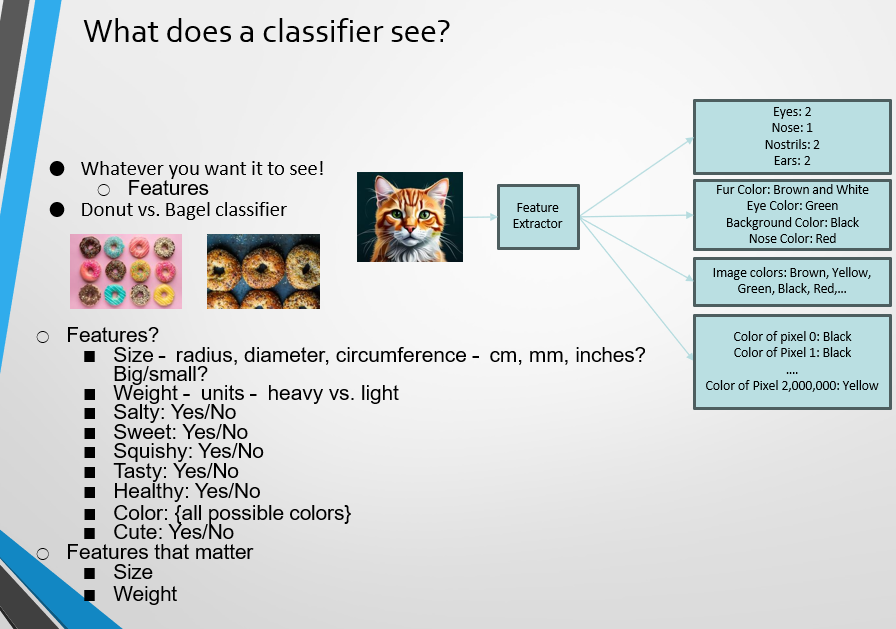 What does a classifier see?
Whatever you want it to see!
Features
Donut vs. Bagel classifier
Features?
Size - radius, diameter, circumference - cm, mm, inches?
Big/small?
Weight - units - heavy vs. light
Salty: Yes/No
Sweet: Yes/No
Squishy: Yes/No
Tasty: Yes/No
Healthy: Yes/No
Color: {all possible colors}
Cute: Yes/No
Features that matter
Size
Weight
Feature
Extractor
Eyes: 2
Nose: 1
Nostrils: 2
Ears: 2
Fur Color: Brown and White
Eye Color: Green
Background Color: Black
Nose Color: Red
Image colors: Brown, Yellow,
Green, Black, Red,...
Color of pixel 0: Black
Color of Pixel 1: Black
....
Color of Pixel 2,000,000: Yellow